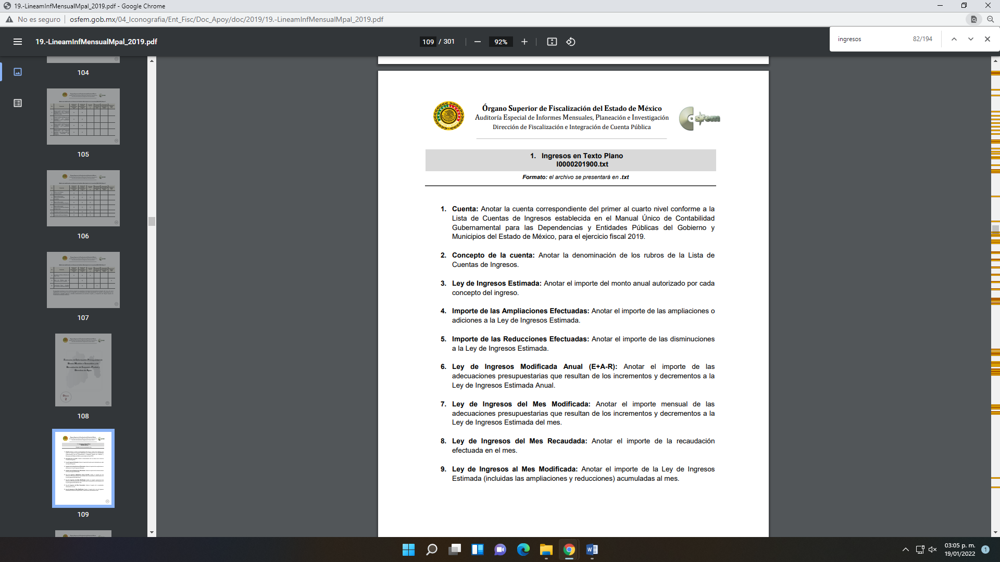 19.-LineamInfMensualMpal_2019.pdf - Google Chrome
No es seguro
osfem.gob.mx/04_Iconografia/Ent_Fisc/Doc_Apoy/doc/2019/19.-LineamInfMensualMpal_2019.pdf
19.-LineamInfMensualMpal_2019.pdf
109 / 301
92%
ingresos 82/194
104
105
106
107
108
109
Órgano Superior de Fiscalización del Estado de México
Auditoría Especial de Informes Mensuales, Planeación e Investigación
Dirección de Fiscalización e Integración de Cuenta Pública
osfem
1. Ingresos en Texto Plano
I0000201900.txt
Formato: el archivo se presentará en .txt
1. Cuenta: Anotar la cuenta correspondiente del primer al cuarto nivel conforme a la
Lista de Cuentas de Ingresos establecida en el Manual Único de Contabilidad
Gubernamental para las Dependencias y Entidades Públicas del Gobierno y
Municipios del Estado de México, para el ejercicio fiscal 2019.
2. Concepto de la cuenta: Anotar la denominación de los rubros de la Lista de
Cuentas de Ingresos.
3. Ley de Ingresos Estimada: Anotar el importe del monto anual autorizado por cada
concepto del ingreso.
4. Importe de las Ampliaciones Efectuadas: Anotar el importe de las ampliaciones o
adiciones a la Ley de Ingresos Estimada.
5. Importe de las Reducciones Efectuadas: Anotar el importe de las disminuciones
a la Ley de Ingresos Estimada.
6. Ley de Ingresos Modificada Anual (E+A-R): Anotar el importe de las
adecuaciones presupuestarias que resultan de los incrementos y decrementos a la
Ley de Ingresos Estimada Anual.
7. Ley de Ingresos del Mes Modificada: Anotar el importe mensual de las
adecuaciones presupuestarias que resultan de los incrementos y decrementos a la
Ley de Ingresos Estimada del mes.
8. Ley de Ingresos del Mes Recaudada: Anotar el importe de la recaudación
efectuada en el mes.
9. Ley de Ingresos al Mes Modificada: Anotar el importe de la Ley de Ingresos
Estimada (incluidas las ampliaciones y reducciones) acumuladas al mes.
03:05 p. m.
19/01/2022
1